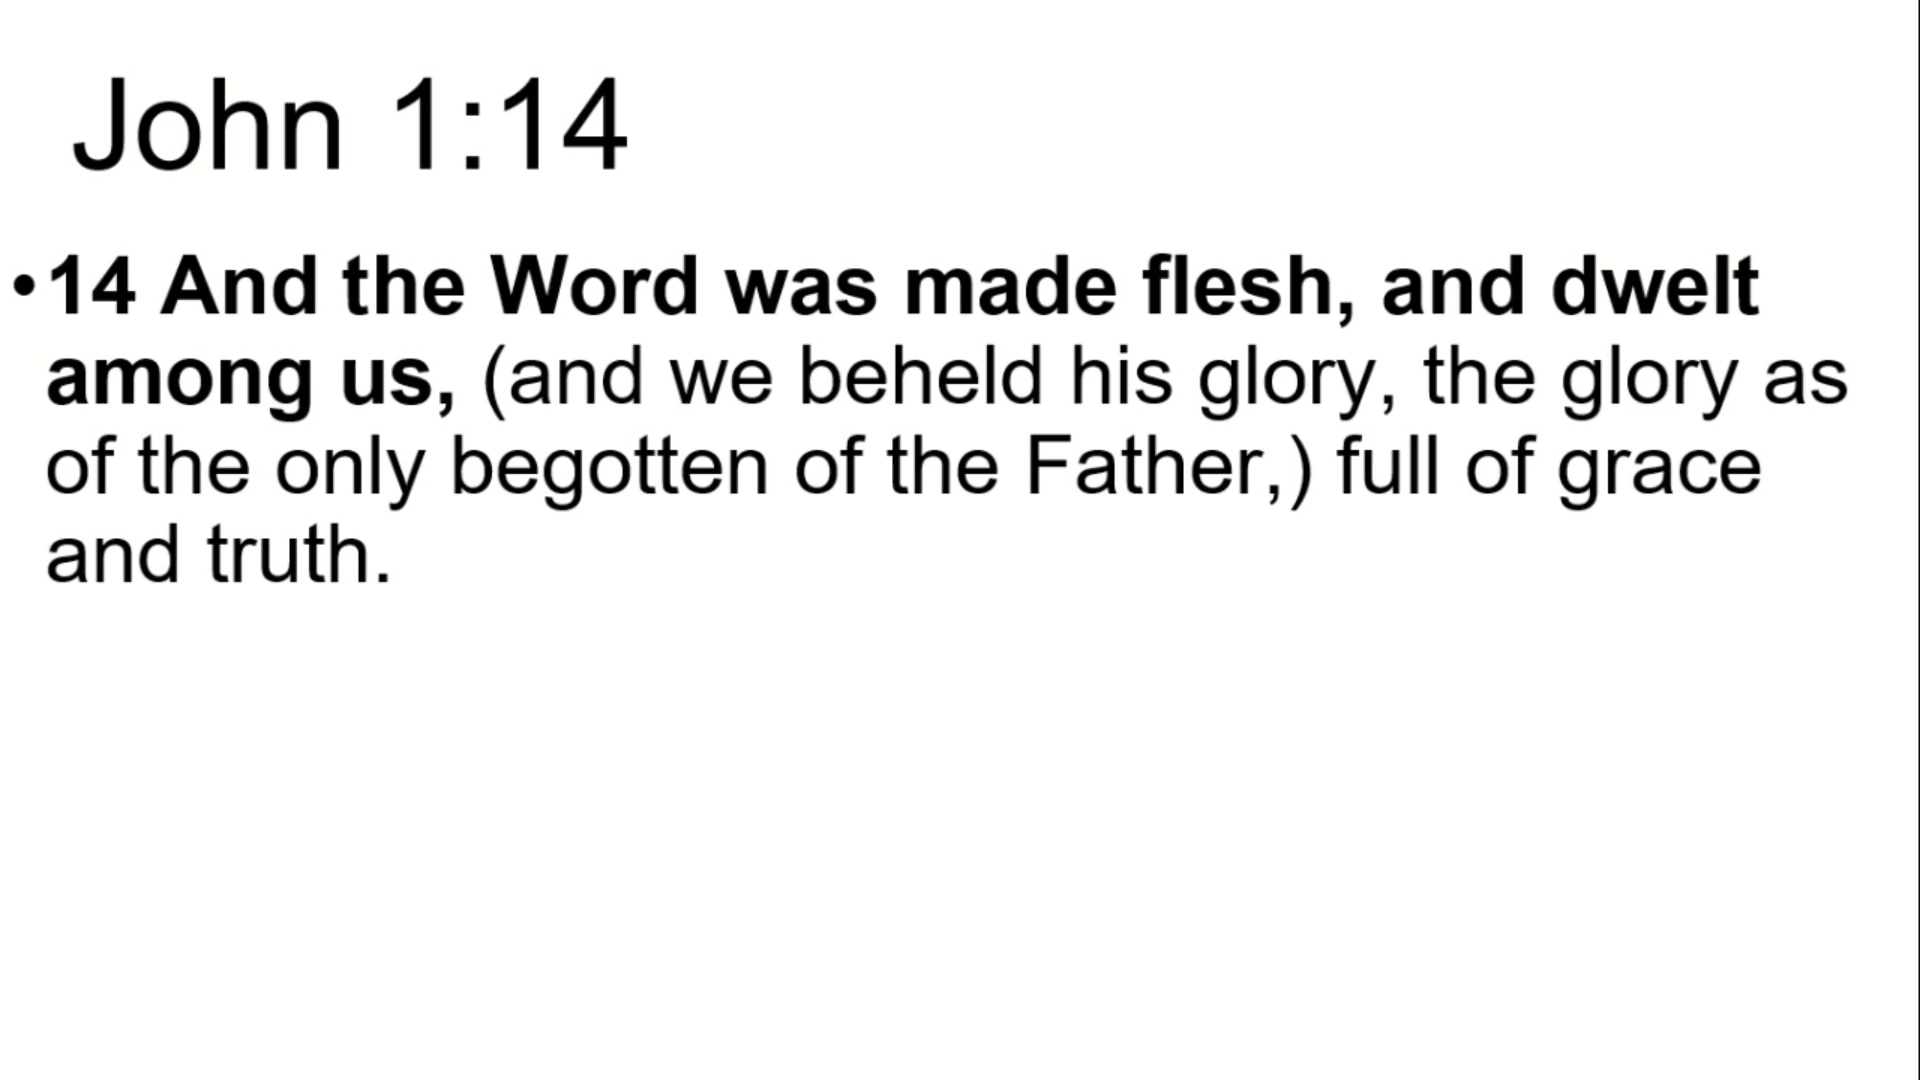 John 1:14
•14 And the Word was made flesh, and dwelt
among us, (and we beheld his glory, the glory as
of the only begotten of the Father,) full of grace
and truth.